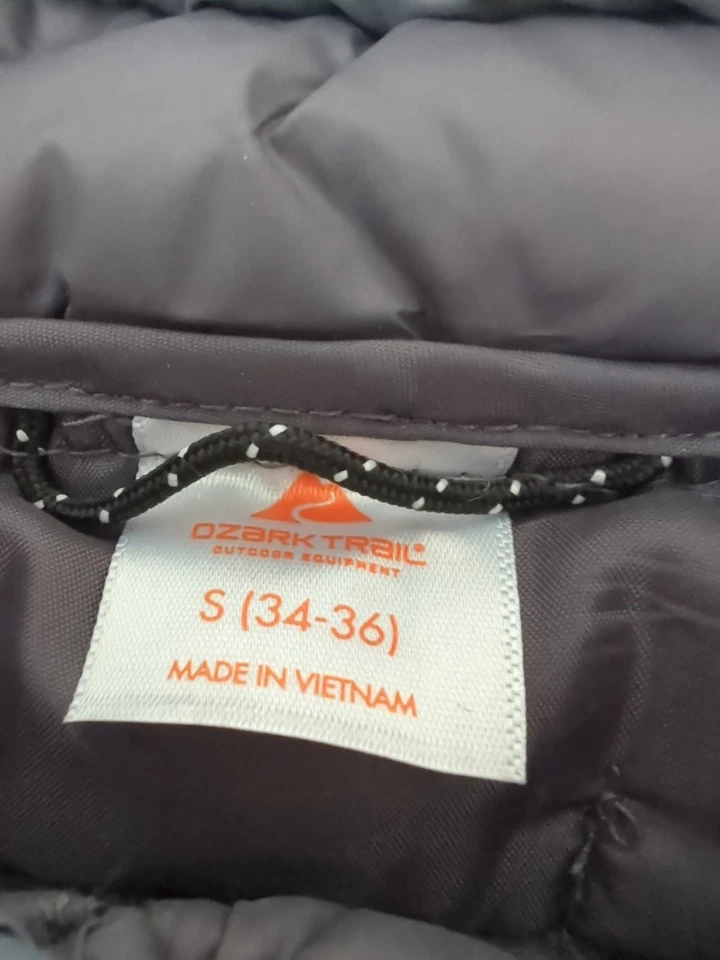 OZARK TRAIL®
OUTDOOR EQUIPMENT
S (34-36)
MADE IN VIETNAM